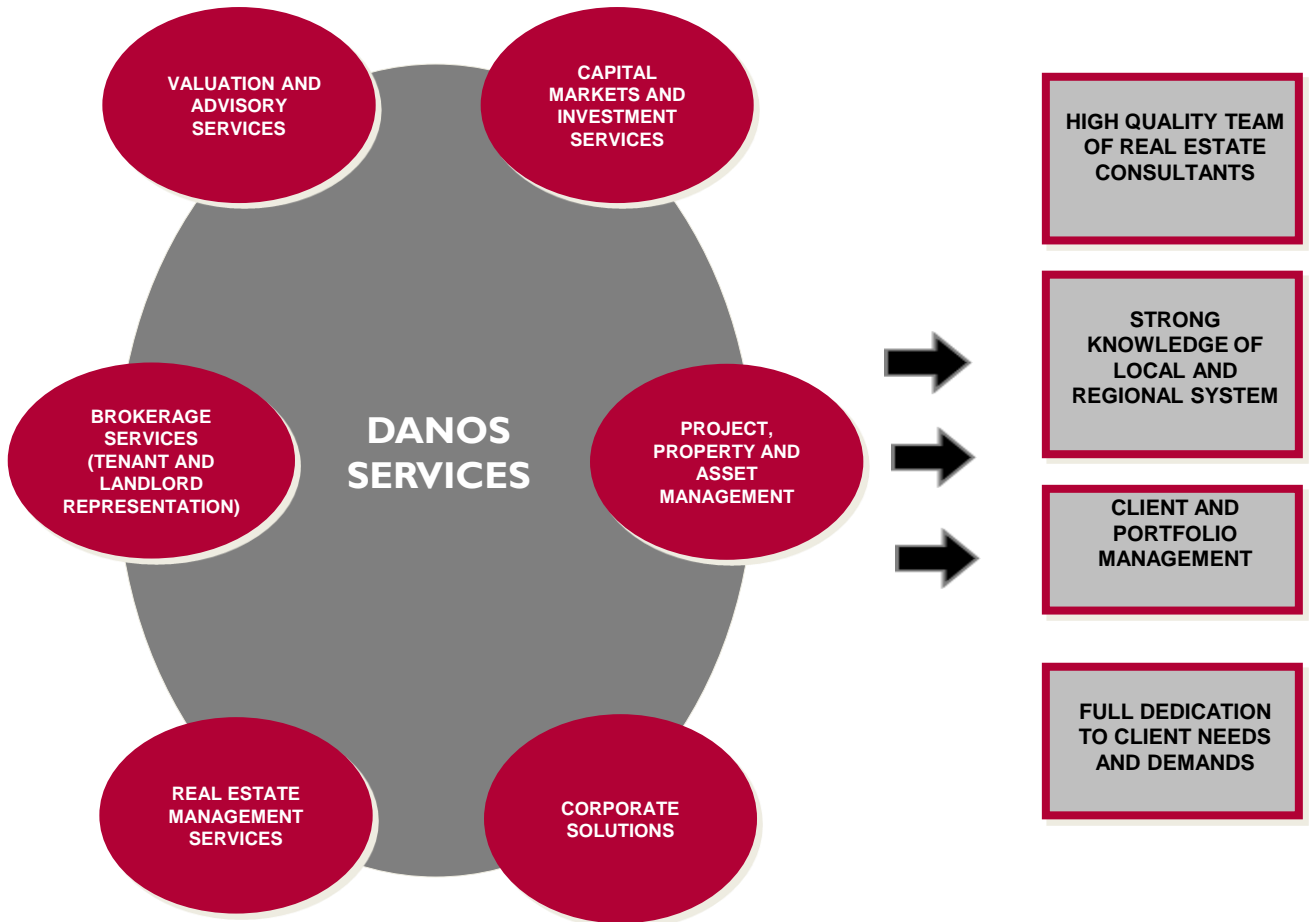 VALUATION AND
ADVISORY
SERVICES
CAPITAL
MARKETS AND
INVESTMENT
SERVICES
BROKERAGE
SERVICES
(TENANT AND
LANDLORD
REPRESENTATION)
DANOS
SERVICES
PROJECT,
PROPERTY AND
ASSET
MANAGEMENT
REAL ESTATE
MANAGEMENT
SERVICES
CORPORATE
SOLUTIONS
HIGH QUALITY TEAM
OF REAL ESTATE
CONSULTANTS
STRONG
KNOWLEDGE OF
LOCAL AND
REGIONAL SYSTEM
CLIENT AND
PORTFOLIO
MANAGEMENT
FULL DEDICATION
TO CLIENT NEEDS
AND DEMANDS